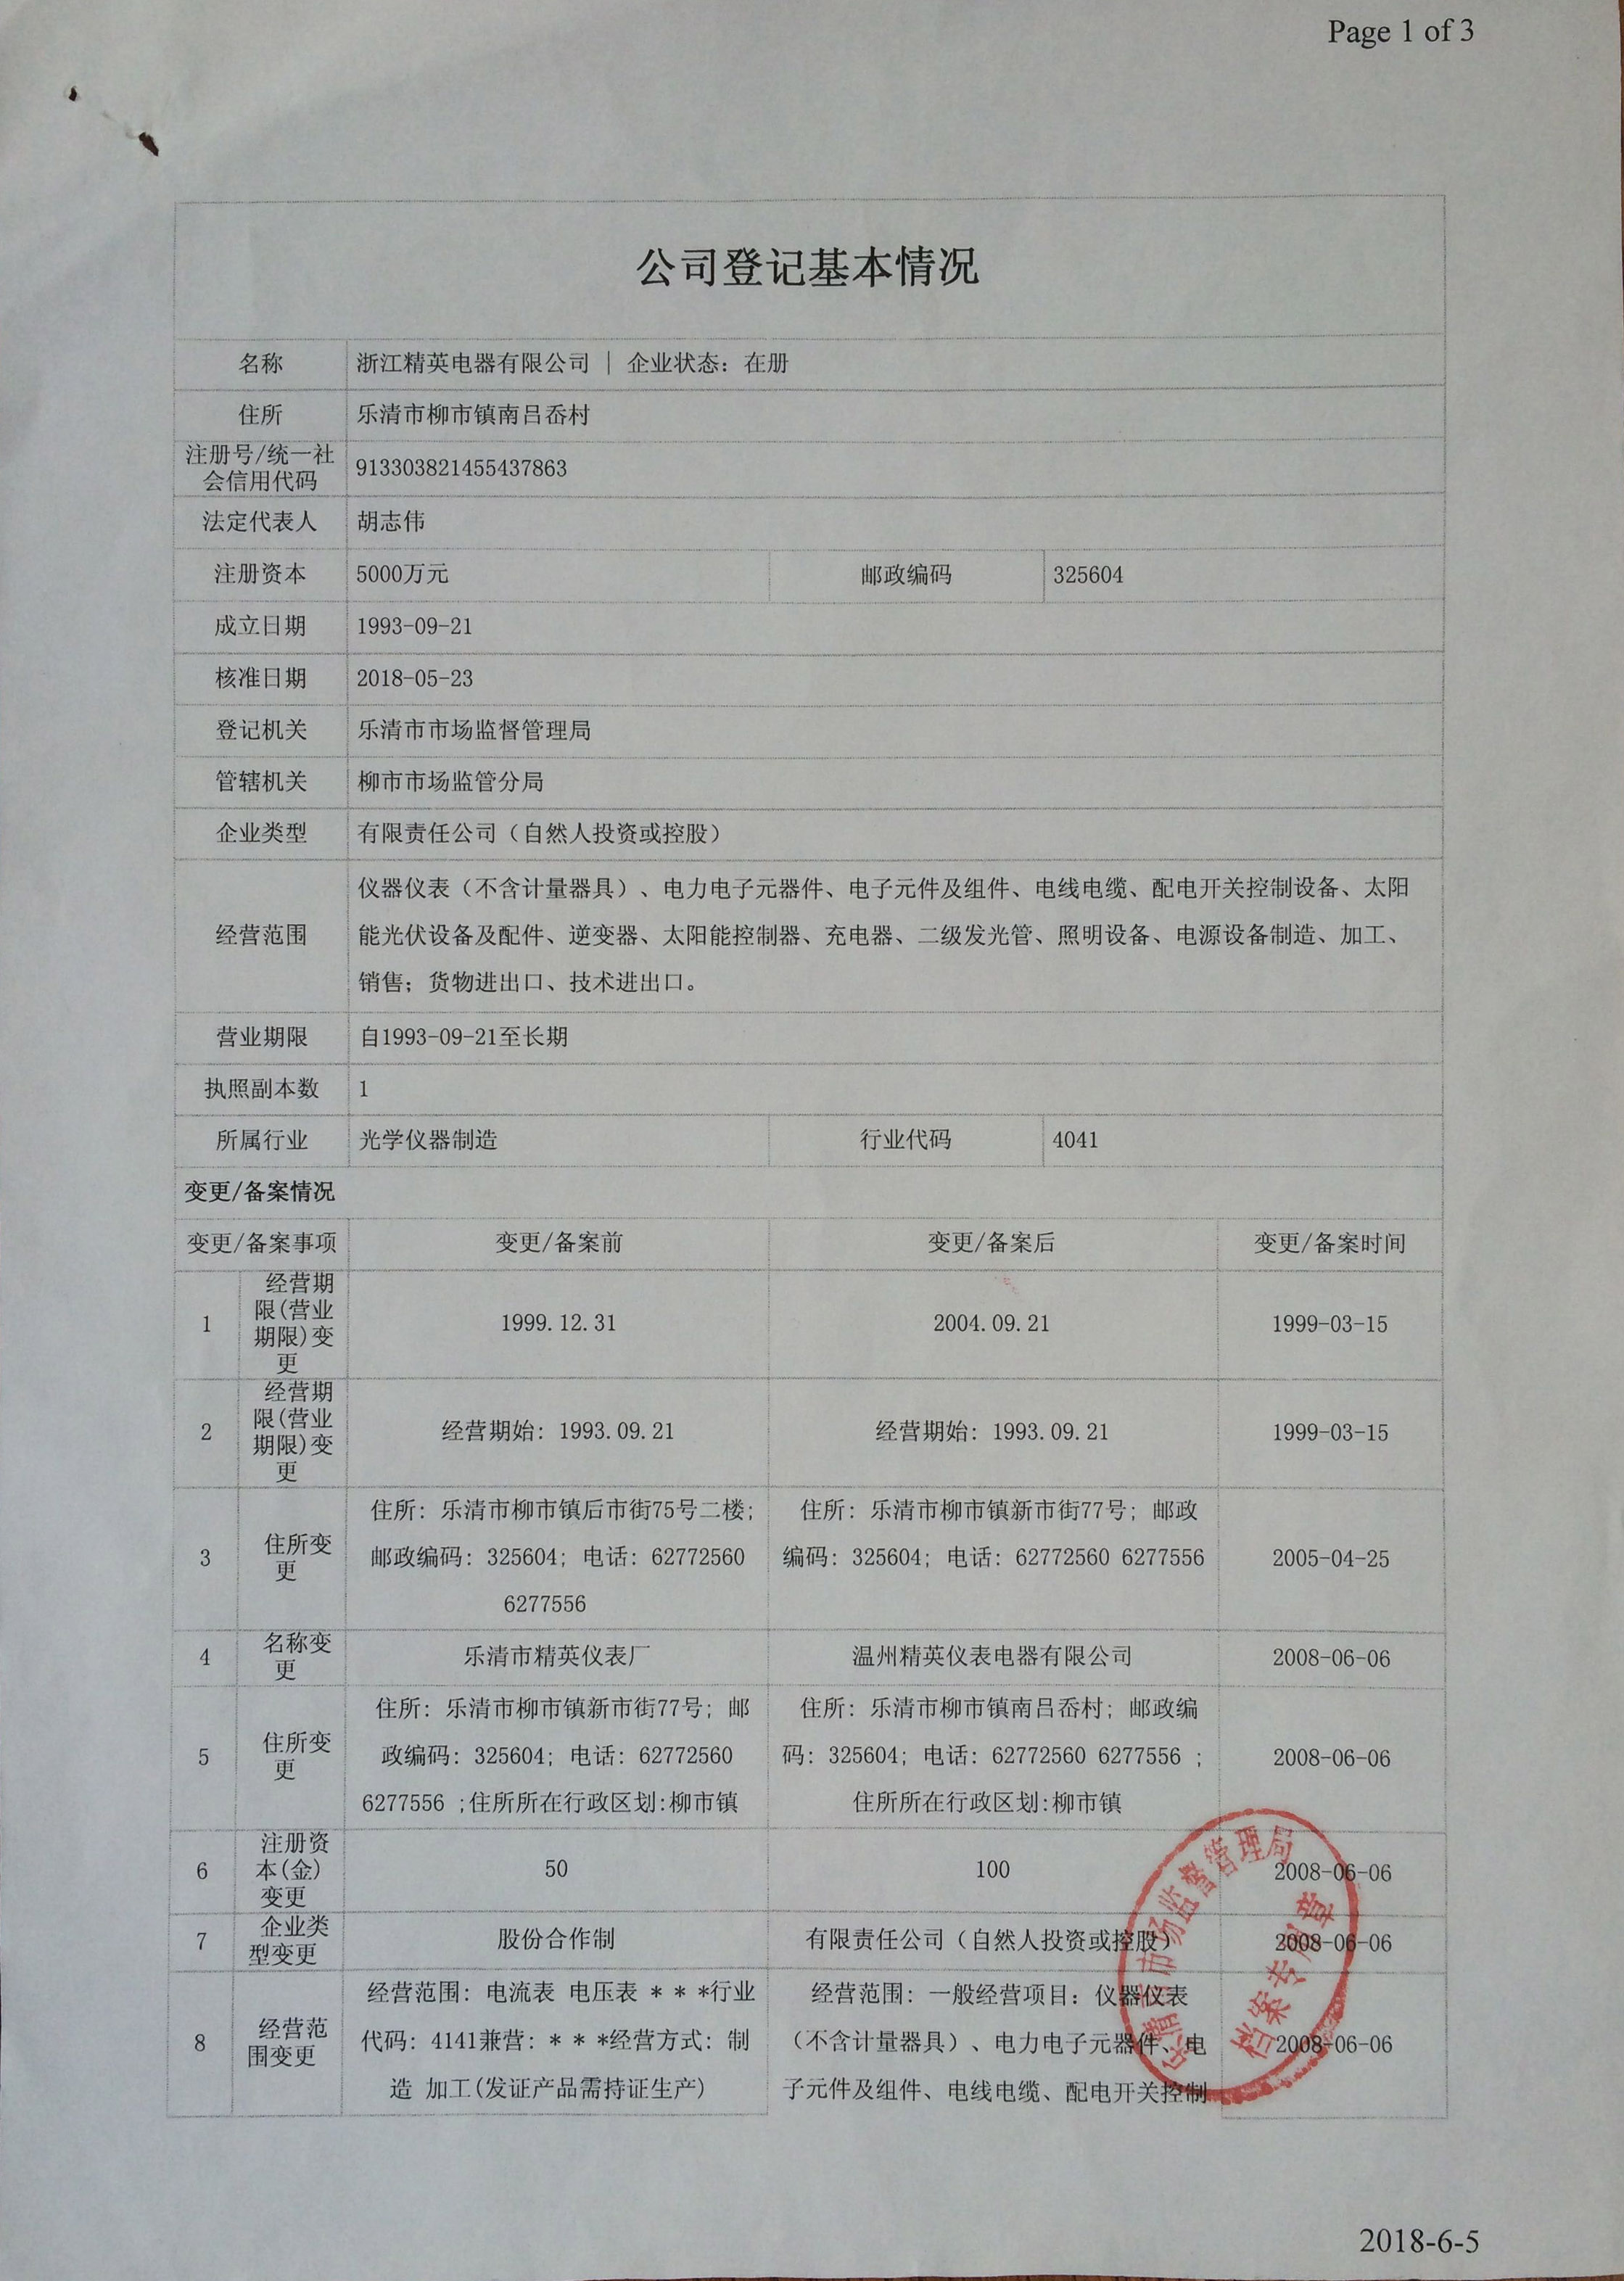 Page 1 of 3
公司登记基本情况
名称 浙江精英电器有限公司 | 企业状态：在册
住所 乐清市柳市镇南吕岙村
注册号/统一社
会信用代码
913303821455437863
法定代表人 胡志伟
注册资本 5000万元 邮政编码 325604
成立日期 1993-09-21
核准日期 2018-05-23
登记机关 乐清市市场监督管理局
管辖机关 柳市市场监管分局
企业类型 有限责任公司（自然人投资或控股）
经营范围
仪器仪表（不含计量器具）、电力电子元器件、电子元件及组件、电线电缆、配电开关控制设备、太阳
能光伏设备及配件、逆变器、太阳能控制器、充电器、二级发光管、照明设备、电源设备制造、加工、
销售；货物进出口、技术进出口。
营业期限 自1993-09-21至长期
执照副本数 1
所属行业 光学仪器制造 行业代码 4041
变更/备案情况
变更/备案事项 变更/备案前 变更/备案后 变更/备案时间
1
经营期
限(营业
期限)变
更
1999.12.31 2004.09.21 1999-03-15
2
经营期
限(营业
期限)变
更
经营期始：1993.09.21 经营期始：1993.09.21 1999-03-15
3
住所变
更
住所：乐清市柳市镇后市街75号二楼；
邮政编码：325604；电话：62772560
6277556
住所：乐清市柳市镇新市街77号；邮政
编码：325604；电话：62772560 6277556
2005-04-25
4
名称变
更
乐清市精英仪表厂 温州精英仪表电器有限公司 2008-06-06
5
住所变
更
住所：乐清市柳市镇新市街77号；邮
政编码：325604；电话：62772560
6277556 ;住所所在行政区划:柳市镇
住所：乐清市柳市镇南吕岙村；邮政编
码：325604；电话：62772560 6277556 ;
住所所在行政区划:柳市镇
2008-06-06
6
注册资
本(金)
变更
50 100 2008-06-06
7
企业类
型变更
股份合作制 有限责任公司（自然人投资或控股） 2008-06-06
8
经营范
围变更
经营范围：电流表 电压表 * * *行业
代码：4141兼营：* * *经营方式：制
造 加工(发证产品需持证生产)
经营范围：一般经营项目：仪器仪表
（不含计量器具）、电力电子元器件、电
子元件及组件、电线电缆、配电开关控制
2008-06-06
乐清市市场监督管理局
档案专用章
2018-6-5